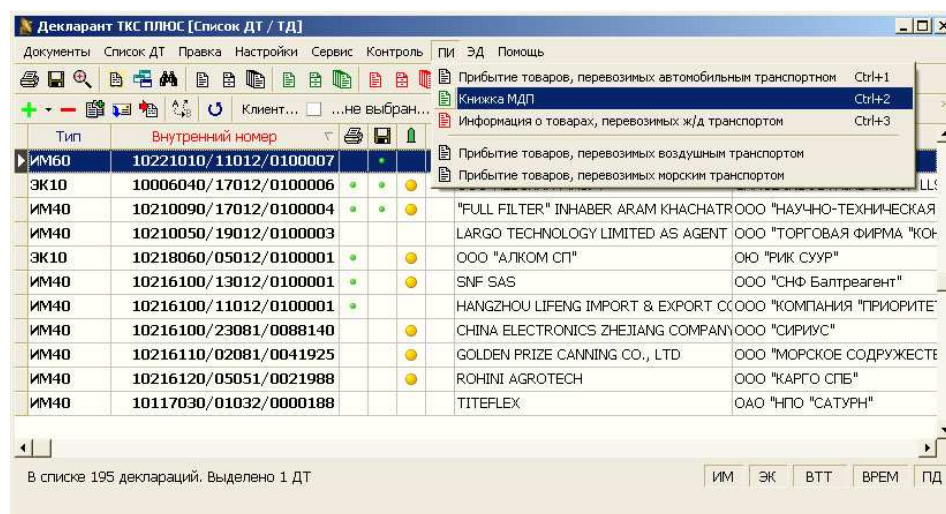 Декларант ТКС ПЛЮС [Список ДТ / ТД]
Документы Список ДТ Правка Настройки Сервис Контроль ПИ ЭД Помощь
Прибытие товаров, перевозимых автомобильным транспортном Ctrl+1
Клиент... ...не выбран...
Книжка МДП Ctrl+2
Информация о товарах, перевозимых ж/д транспортом Ctrl+3
Прибытие товаров, перевозимых воздушным транспортом
Прибытие товаров, перевозимых морским транспортом
Тип Внутренний номер
ИМ60 10221010/11012/0100007
ЭК10 10006040/17012/0100006
ИМ40 10210090/17012/0100004 "FULL FILTER" INHABER ARAM KHACHATR ООО "НАУЧНО-ТЕХНИЧЕСКАЯ
ИМ40 10210050/19012/0100003 LARGO TECHNOLOGY LIMITED AS AGENT ООО "ТОРГОВАЯ ФИРМА "КОН
ЭК10 10218060/05012/0100001 ООО "АЛКОМ СП" ОЮ "РИК СУУР"
ИМ40 10216100/13012/0100001 SNF SAS ООО "СНФ Балтреагент"
ИМ40 10216100/11012/0100001 HANGZHOU LIFENG IMPORT & EXPORT CO ООО "КОМПАНИЯ "ПРИОРИТЕТ
ИМ40 10216100/23081/0088140 CHINA ELECTRONICS ZHEJIANG COMPANY ООО "СИРИУС"
ИМ40 10216110/02081/0041925 GOLDEN PRIZE CANNING CO., LTD ООО "МОРСКОЕ СОДРУЖЕСТВ
ИМ40 10216120/05051/0021988 ROHINI AGROTECH ООО "КАРГО СПБ"
ИМ40 10117030/01032/0000188 TITEFLEX ОАО "НПО "САТУРН"
В списке 195 деклараций. Выделено 1 ДТ ИМ ЭК ВТТ ВРЕМ ПД